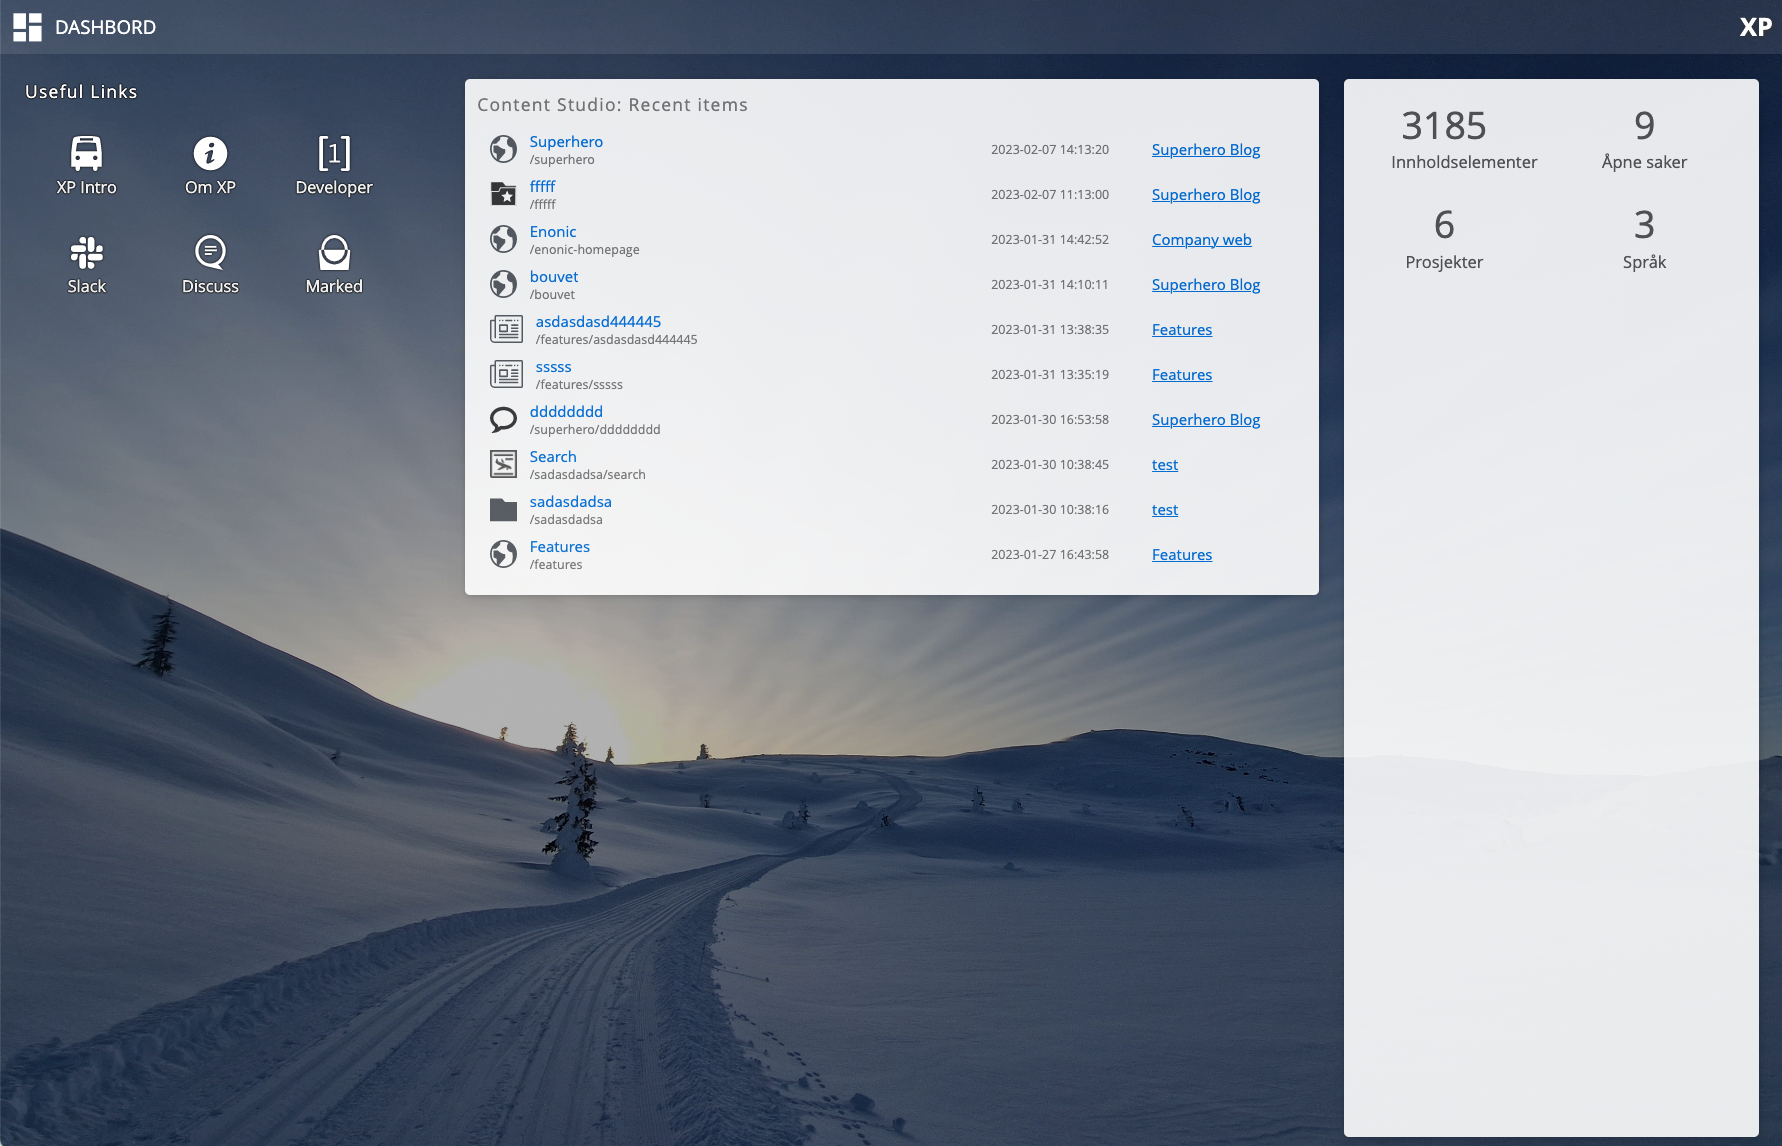 DASHBORD
XP
Useful Links
XP Intro
Om XP
[1]
Developer
Slack
Discuss
Marked
Content Studio: Recent items
Superhero
/superhero
2023-02-07 14:13:20
Superhero Blog
fffff
/fffff
2023-02-07 11:13:00
Superhero Blog
Enonic
/enonic-homepage
2023-01-31 14:42:52
Company web
bouvet
/bouvet
2023-01-31 14:10:11
Superhero Blog
asdasdasd444445
/features/asdasdasd444445
2023-01-31 13:38:35
Features
sssss
/features/sssss
2023-01-31 13:35:19
Features
dddddddd
/superhero/dddddddd
2023-01-30 16:53:58
Superhero Blog
Search
/sadasdadsa/search
2023-01-30 10:38:45
test
sadasdadsa
/sadasdadsa
2023-01-30 10:38:16
test
Features
/features
2023-01-27 16:43:58
Features
3185
Innholdselementer
9
Åpne saker
6
Prosjekter
3
Språk